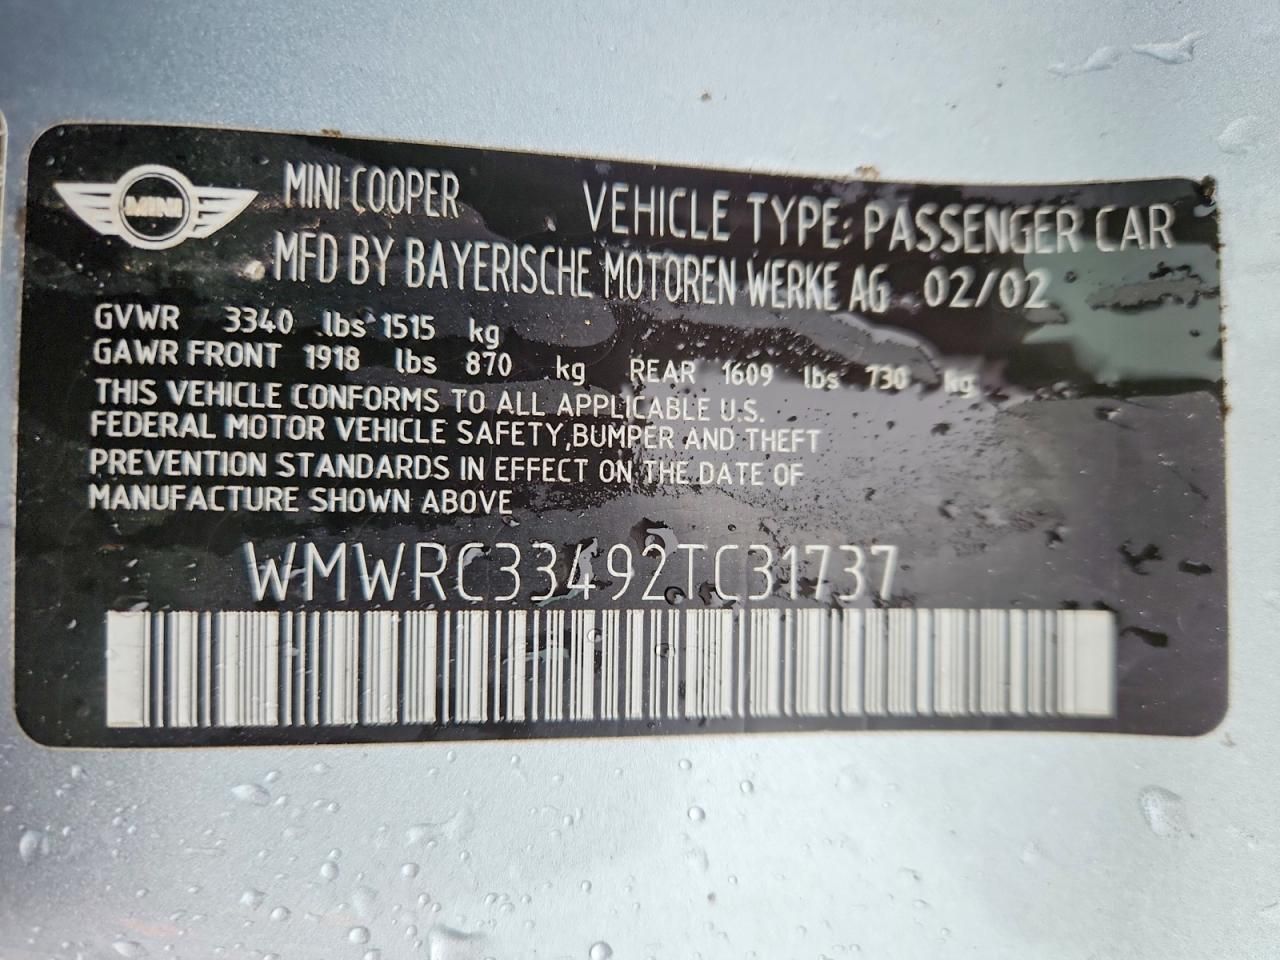 MINI
MINI COOPER VEHICLE TYPE: PASSENGER CAR
MFD BY BAYERISCHE MOTOREN WERKE AG 02/02
GVWR 3340 lbs 1515 kg
GAWR FRONT 1918 lbs 870 kg REAR 1609 lbs 730 kg
THIS VEHICLE CONFORMS TO ALL APPLICABLE U.S.
FEDERAL MOTOR VEHICLE SAFETY,BUMPER AND THEFT
PREVENTION STANDARDS IN EFFECT ON THE DATE OF
MANUFACTURE SHOWN ABOVE
WMWRC33492TC31737